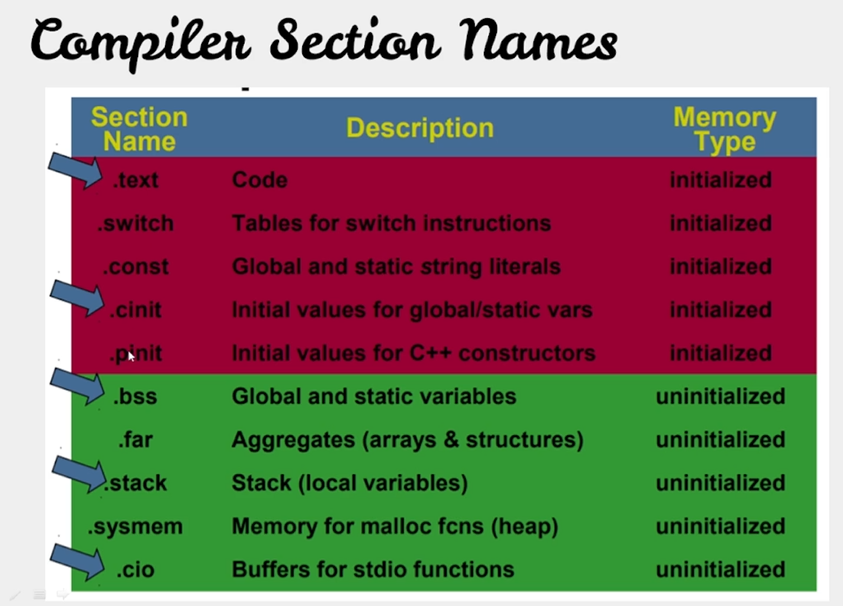 Compiler Section Names
Section Name Description Memory Type
.text Code initialized
.switch Tables for switch instructions initialized
.const Global and static string literals initialized
.cinit Initial values for global/static vars initialized
.pinit Initial values for C++ constructors initialized
.bss Global and static variables uninitialized
.far Aggregates (arrays & structures) uninitialized
.stack Stack (local variables) uninitialized
.sysmem Memory for malloc fcns (heap) uninitialized
.cio Buffers for stdio functions uninitialized